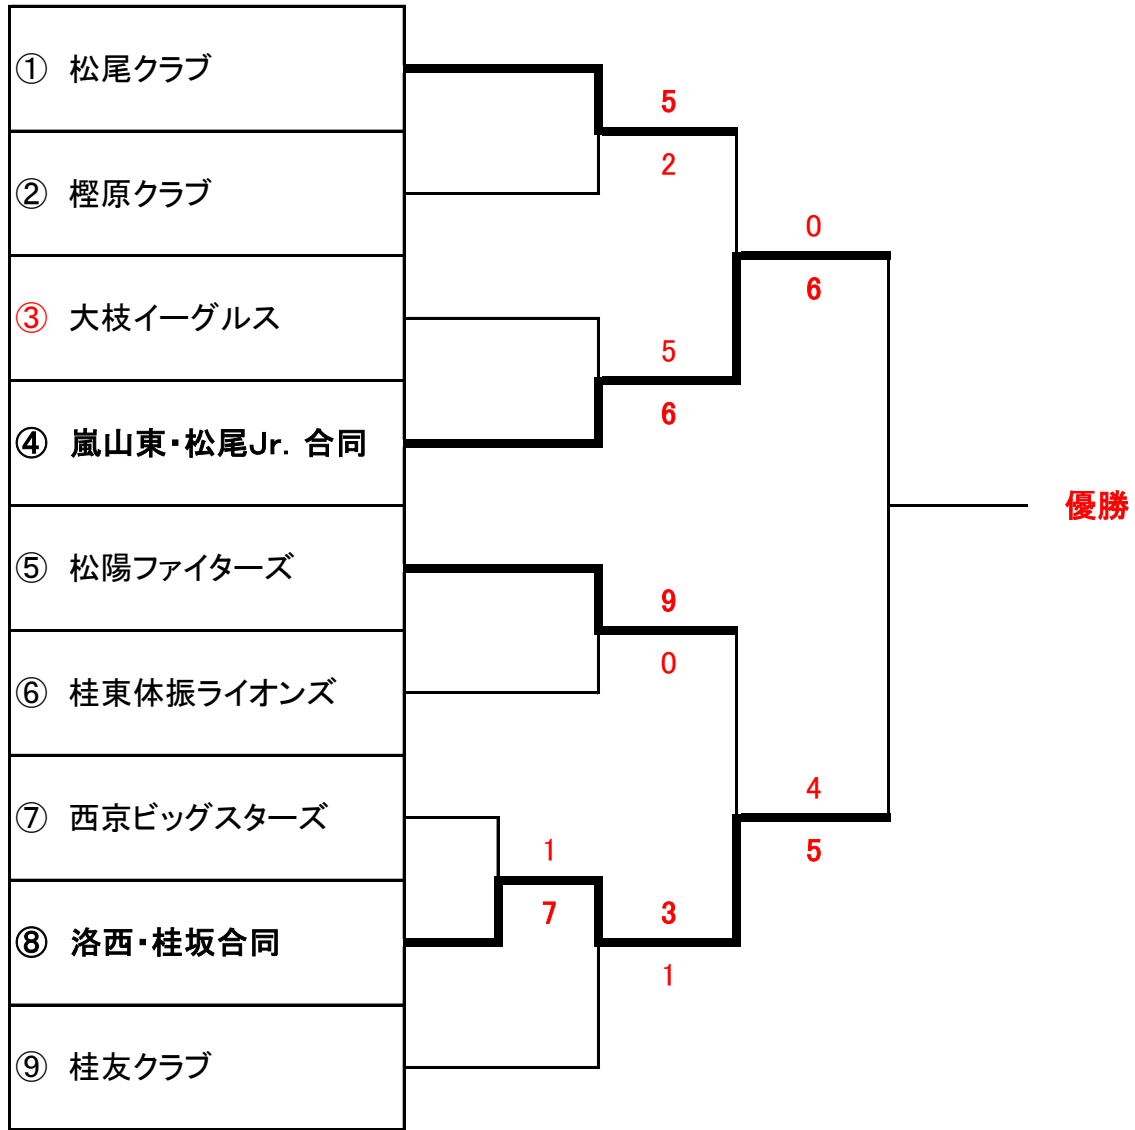 ① 松尾クラブ
5
2
② 樫原クラブ
0
6
③ 大枝イーグルス
5
6
④ 嵐山東・松尾Jr. 合同
優勝
⑤ 松陽ファイターズ
9
0
⑥ 桂東体振ライオンズ
4
5
⑦ 西京ビッグスターズ
1
7
3
1
⑧ 洛西・桂坂合同
⑨ 桂友クラブ